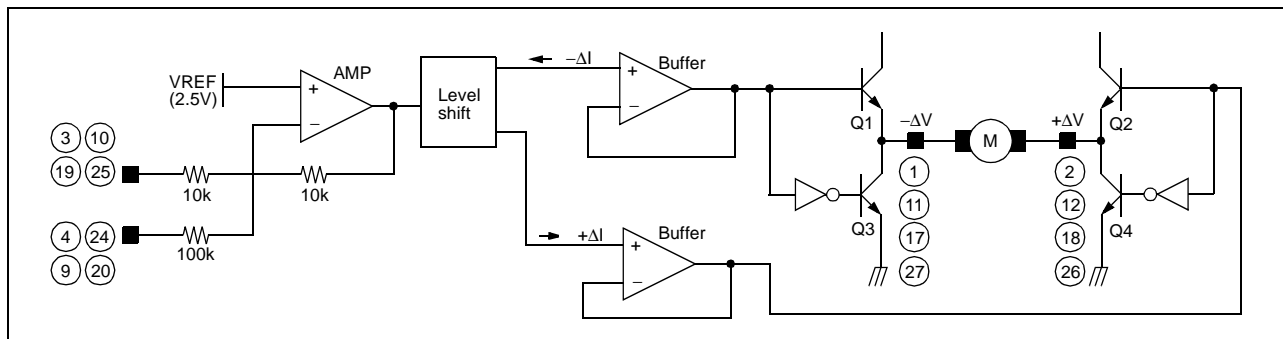 VREF
(2.5V)
AMP
+
−
3 10
19 25
10k
10k
4 24
9 20
100k
Level
shift
−ΔI
Buffer
+
−
+ΔI
Buffer
+
−
Q1
Q3
−ΔV
M
+ΔV
Q2
Q4
1
11
17
27
2
12
18
26